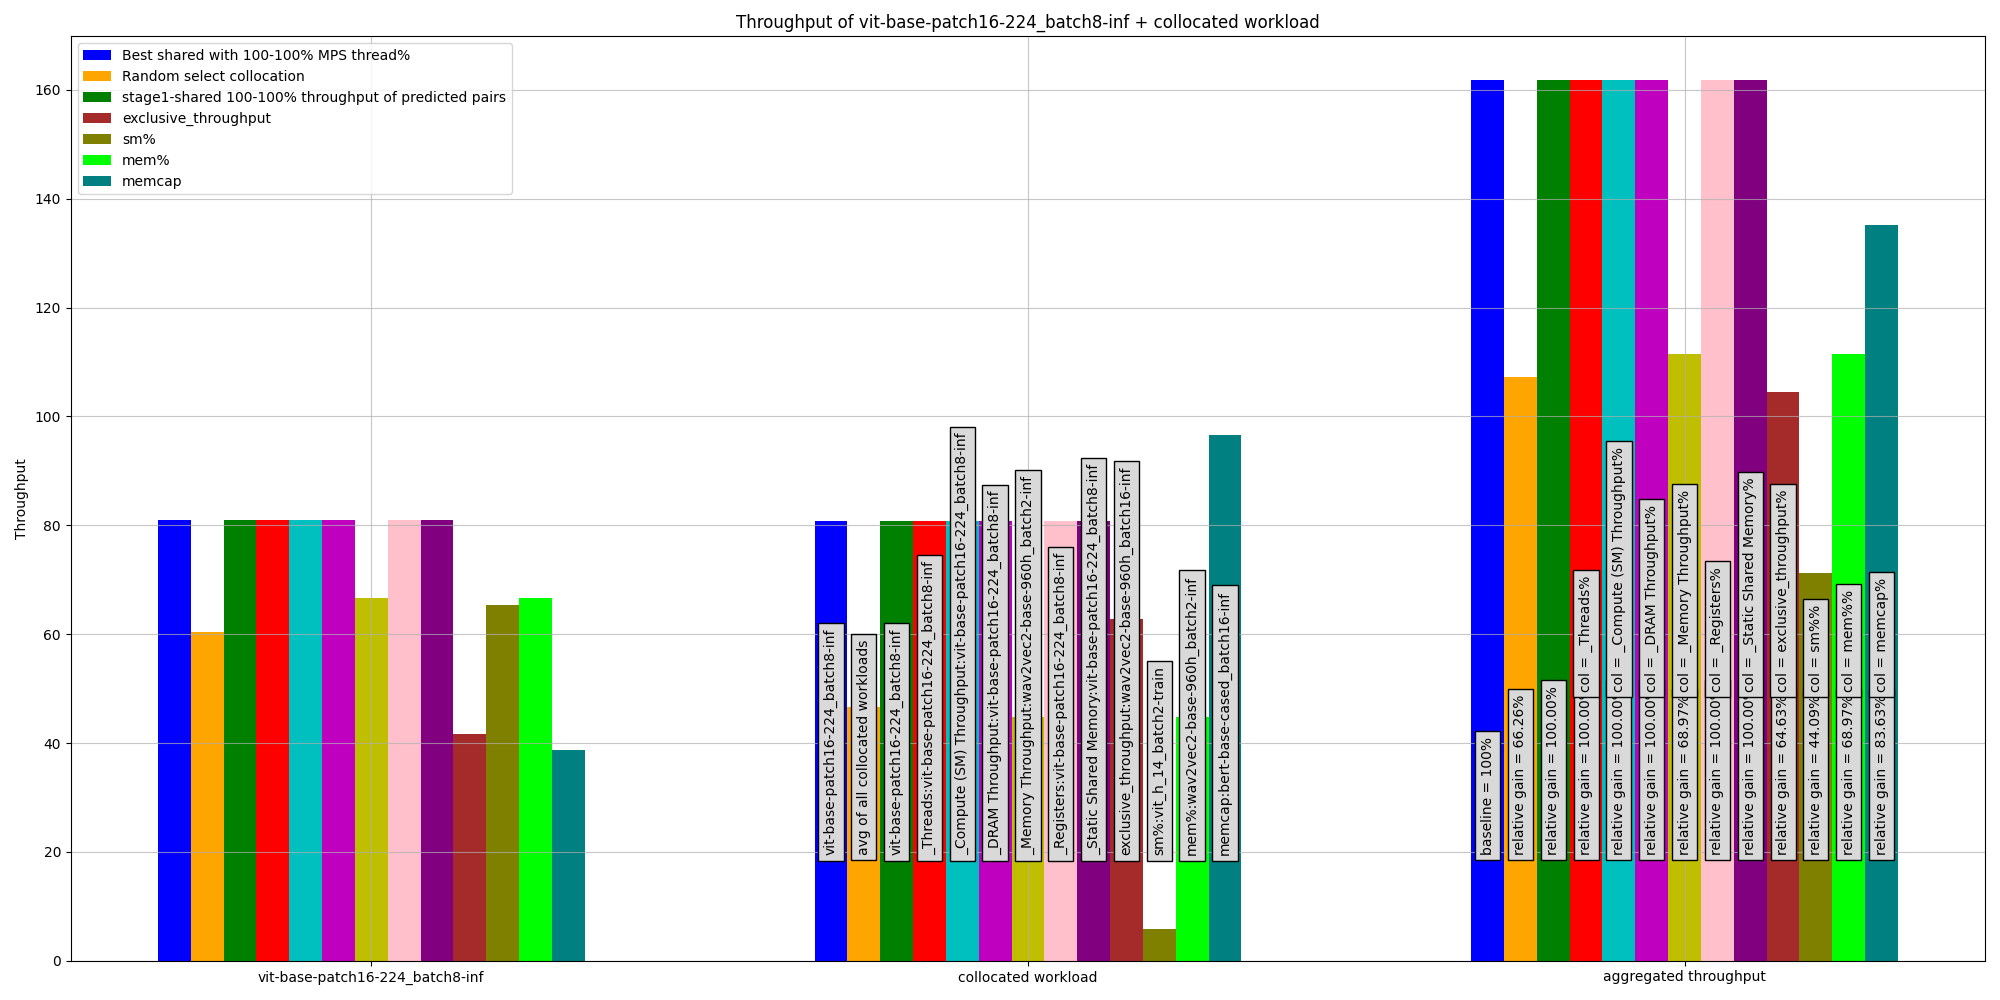 Throughput of vit-base-patch16-224_batch8-inf + collocated workload
Best shared with 100-100% MPS thread%
Random select collocation
stage1-shared 100-100% throughput of predicted pairs
exclusive_throughput
sm%
mem%
memcap
Throughput
160
140
120
100
80
60
40
20
0
vit-base-patch16-224_batch8-inf
avg of all collocated workloads
vit-base-patch16-224_batch8-inf
_Threads:vit-base-patch16-224_batch8-inf
_Compute (SM) Throughput:vit-base-patch16-224_batch8-inf
_DRAM Throughput:vit-base-patch16-224_batch8-inf
_Memory Throughput:wav2vec2-base-960h_batch2-inf
_Registers:vit-base-patch16-224_batch8-inf
_Static Shared Memory:vit-base-patch16-224_batch8-inf
exclusive_throughput:wav2vec2-base-960h_batch16-inf
sm%:vit_h_14_batch2-train
mem%:wav2vec2-base-960h_batch2-inf
memcap:bert-base-cased_batch16-inf
baseline = 100%
relative gain = 66.26%
relative gain = 100.00%
relative gain = 100.00%
col = _Threads%
relative gain = 100.00%
col = _Compute (SM) Throughput%
relative gain = 100.00%
col = _DRAM Throughput%
relative gain = 68.97%
col = _Memory Throughput%
relative gain = 100.00%
col = _Registers%
relative gain = 100.00%
col = _Static Shared Memory%
relative gain = 64.63%
col = exclusive_throughput%
relative gain = 44.09%
col = sm%%
relative gain = 68.97%
col = mem%%
relative gain = 83.63%
col = memcap%
vit-base-patch16-224_batch8-inf
collocated workload
aggregated throughput